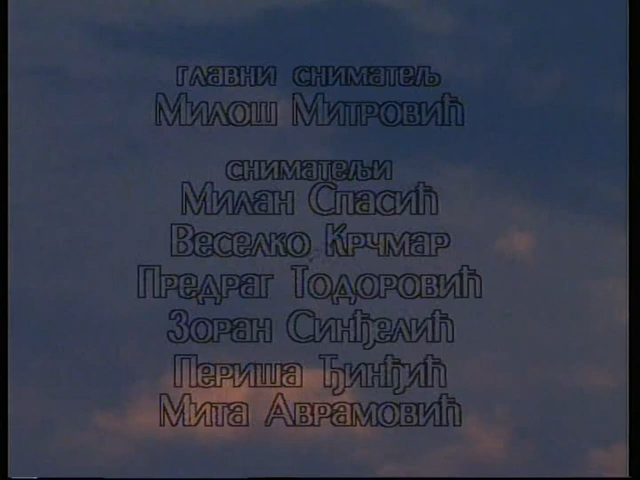 главни сниматељ
Милош Митровић
сниматељи
Милан Спасић
Веселко Крчмар
Предраг Тодоровић
Зоран Синђелић
Периша Ђинђић
Мита Аврамовић